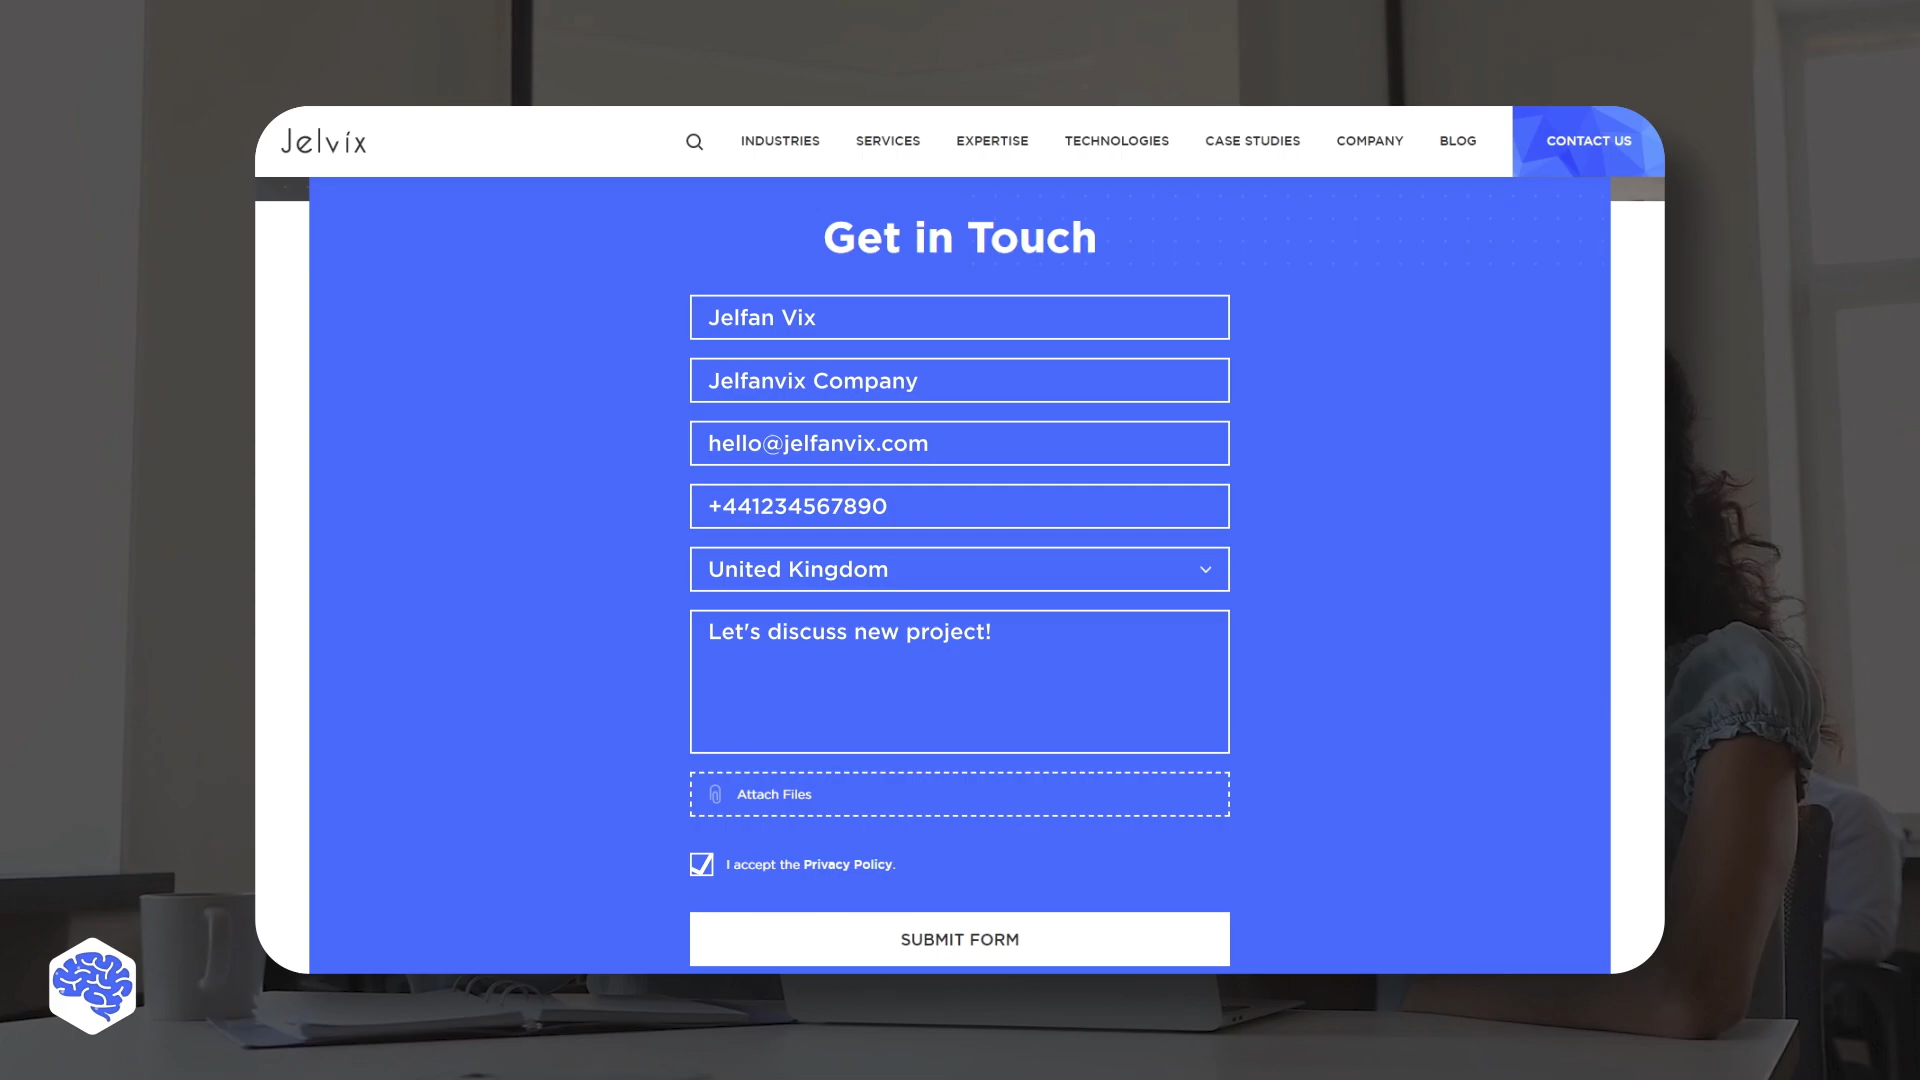 Jelvix
INDUSTRIES SERVICES EXPERTISE TECHNOLOGIES CASE STUDIES COMPANY BLOG CONTACT US
Get in Touch
Jelfan Vix
Jelfanvix Company
hello@jelfanvix.com
+441234567890
United Kingdom
Let's discuss new project!
Attach Files
I accept the Privacy Policy.
SUBMIT FORM